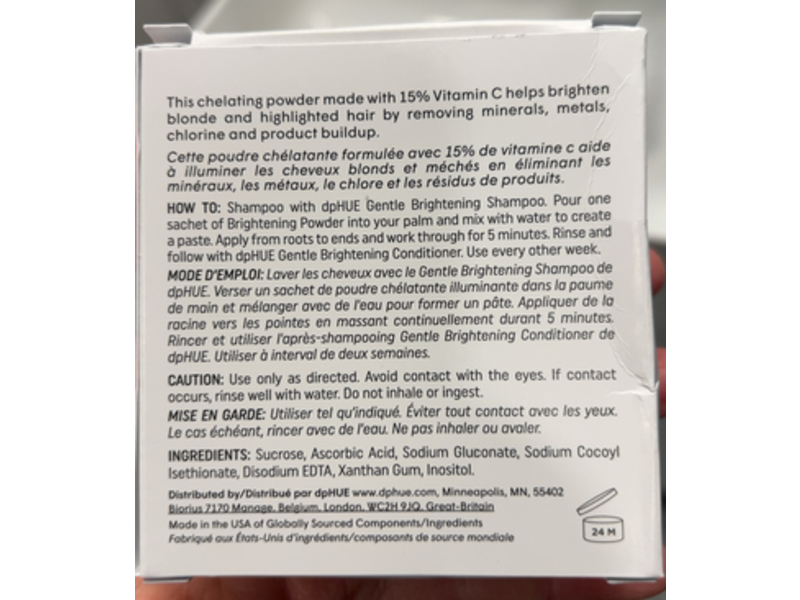 This chelating powder made with 15% Vitamin C helps brighten
blonde and highlighted hair by removing minerals, metals,
chlorine and product buildup.
Cette poudre chélatante formulée avec 15% de vitamine c aide
à illuminer les cheveux blonds et méchés en éliminant les
minéraux, les métaux, le chlore et les résidus de produits.
HOW TO: Shampoo with dpHUE Gentle Brightening Shampoo. Pour one
sachet of Brightening Powder into your palm and mix with water to create
a paste. Apply from roots to ends and work through for 5 minutes. Rinse and
follow with dpHUE Gentle Brightening Conditioner. Use every other week.
MODE D'EMPLOI: Laver les cheveux avec le Gentle Brightening Shampoo de
dpHUE. Verser un sachet de poudre chélatante illuminante dans la paume
de main et mélanger avec de l'eau pour former un pâte. Appliquer de la
racine vers les pointes en massant continuellement durant 5 minutes.
Rincer et utiliser l'après-shampooing Gentle Brightening Conditioner de
dpHUE. Utiliser à interval de deux semaines.
CAUTION: Use only as directed. Avoid contact with the eyes. If contact
occurs, rinse well with water. Do not inhale or ingest.
MISE EN GARDE: Utiliser tel qu'indiqué. Éviter tout contact avec les yeux.
Le cas échéant, rincer avec de l'eau. Ne pas inhaler ou avaler.
INGREDIENTS: Sucrose, Ascorbic Acid, Sodium Gluconate, Sodium Cocoyl
Isethionate, Disodium EDTA, Xanthan Gum, Inositol.
Distributed by/Distribué par dpHUE www.dphue.com, Minneapolis, MN, 55402
Biorius 7170 Manage, Belgium, London, WC2H 9JQ, Great-Britain
Made in the USA of Globally Sourced Components/Ingredients
Fabriqué aux États-Unis d'ingrédients/composants de source mondiale
24 M